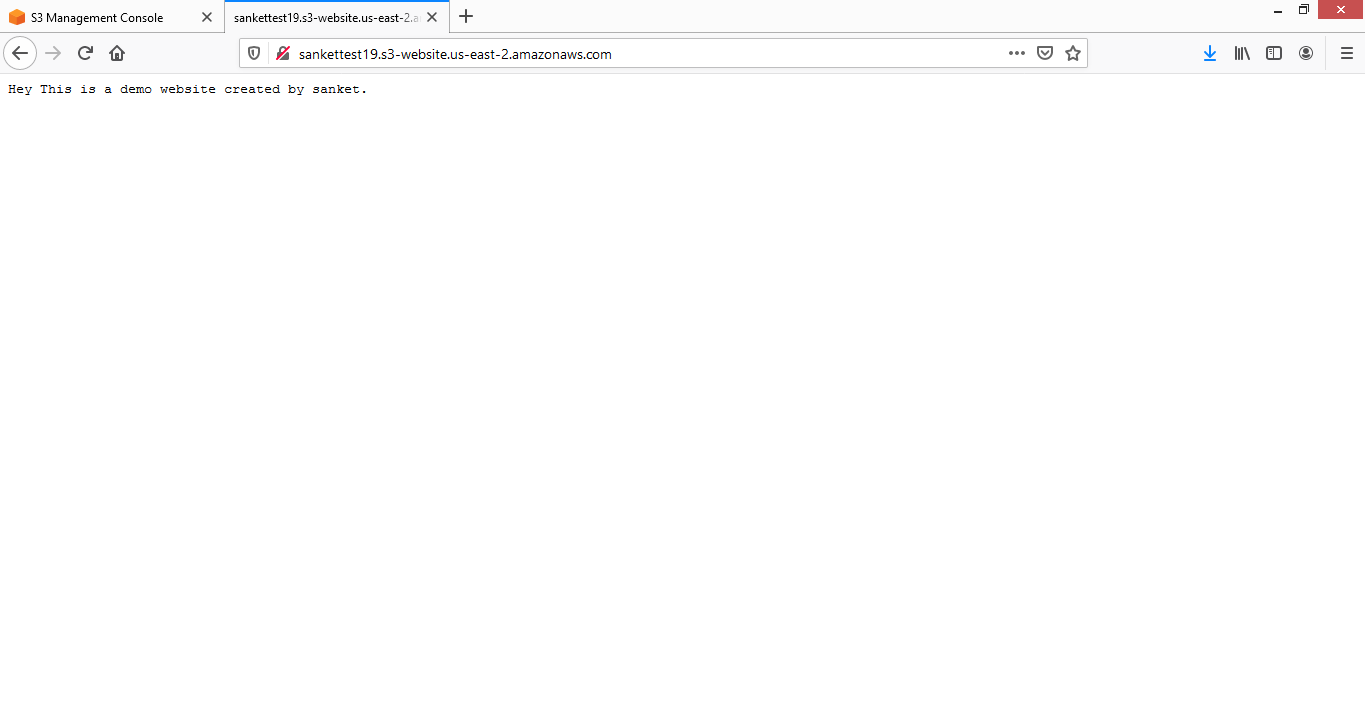 S3 Management Console
sankettest19.s3-website.us-east-2.a
sankettest19.s3-website.us-east-2.amazonaws.com
Hey This is a demo website created by sanket.